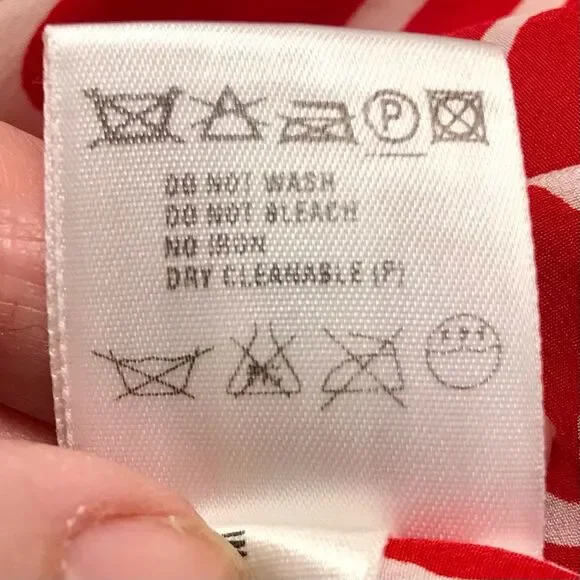 P
DO NOT WASH
DO NOT BLEACH
NO IRON
DRY CLEANABLE (P)